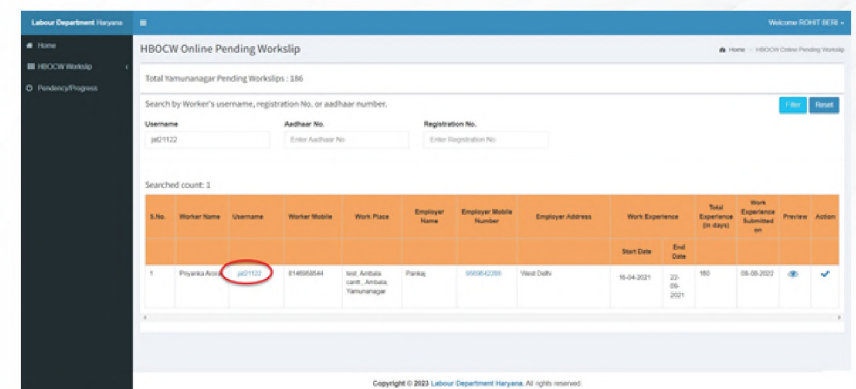 Labour Department Haryana
Welcome ROHIT BERI
Home
HBOCW Workslip
Pendency/Progress
HBOCW Online Pending Workslip
Home > HBOCW Online Pending Workslip
Total Yamunanagar Pending Workslips : 186
Search by Worker's username, registration No. or aadhaar number.
Filter Reset
Username Aadhaar No. Registration No.
jat21122 Enter Aadhaar No Enter Registration No
Searched count: 1
S.No. Worker Name Username Worker Mobile Work Place Employer Name Employer Mobile Number Employer Address Work Experience Total Experience (in days) Work Experience Submitted on Preview Action
Start Date End Date
1 Priyanka jat21122 Pankaj West Delhi 16-04-2021 22-09-2021 160 08-08-2022
test, Ambala cantt., Ambala, Yamunanagar
Copyright © 2023 Labour Department Haryana. All rights reserved.